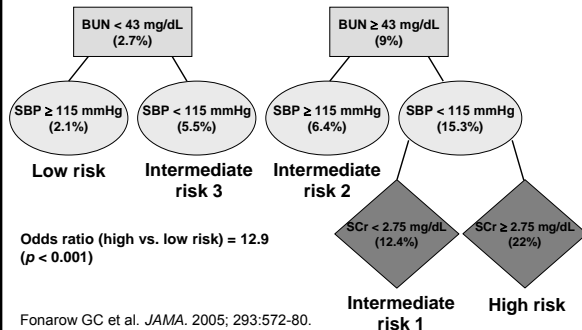 BUN < 43 mg/dL
(2.7%)
BUN ≥ 43 mg/dL
(9%)
SBP ≥ 115 mmHg
(2.1%)
SBP < 115 mmHg
(5.5%)
SBP ≥ 115 mmHg
(6.4%)
SBP < 115 mmHg
(15.3%)
Low risk
Intermediate
risk 3
Intermediate
risk 2
SCr < 2.75 mg/dL
(12.4%)
SCr ≥ 2.75 mg/dL
(22%)
Odds ratio (high vs. low risk) = 12.9
(p < 0.001)
Intermediate
risk 1
High risk
Fonarow GC et al. JAMA. 2005; 293:572-80.